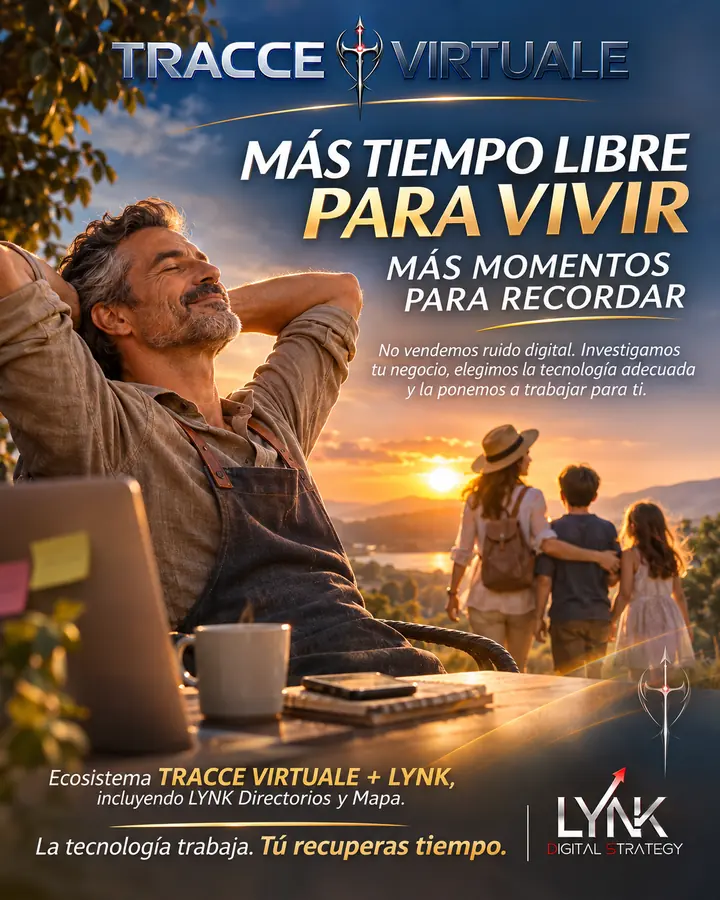 TRACCE VIRTUALE
MÁS TIEMPO LIBRE
PARA VIVIR
MÁS MOMENTOS
PARA RECORDAR
No vendemos ruido digital. Investigamos
tu negocio, elegimos la tecnología adecuada
y la ponemos a trabajar para ti.
Ecosistema TRACCE VIRTUALE + LYNK,
incluyendo LYNK Directorios y Mapa.
La tecnología trabaja. Tú recuperas tiempo.
LYNK
DIGITAL STRATEGY